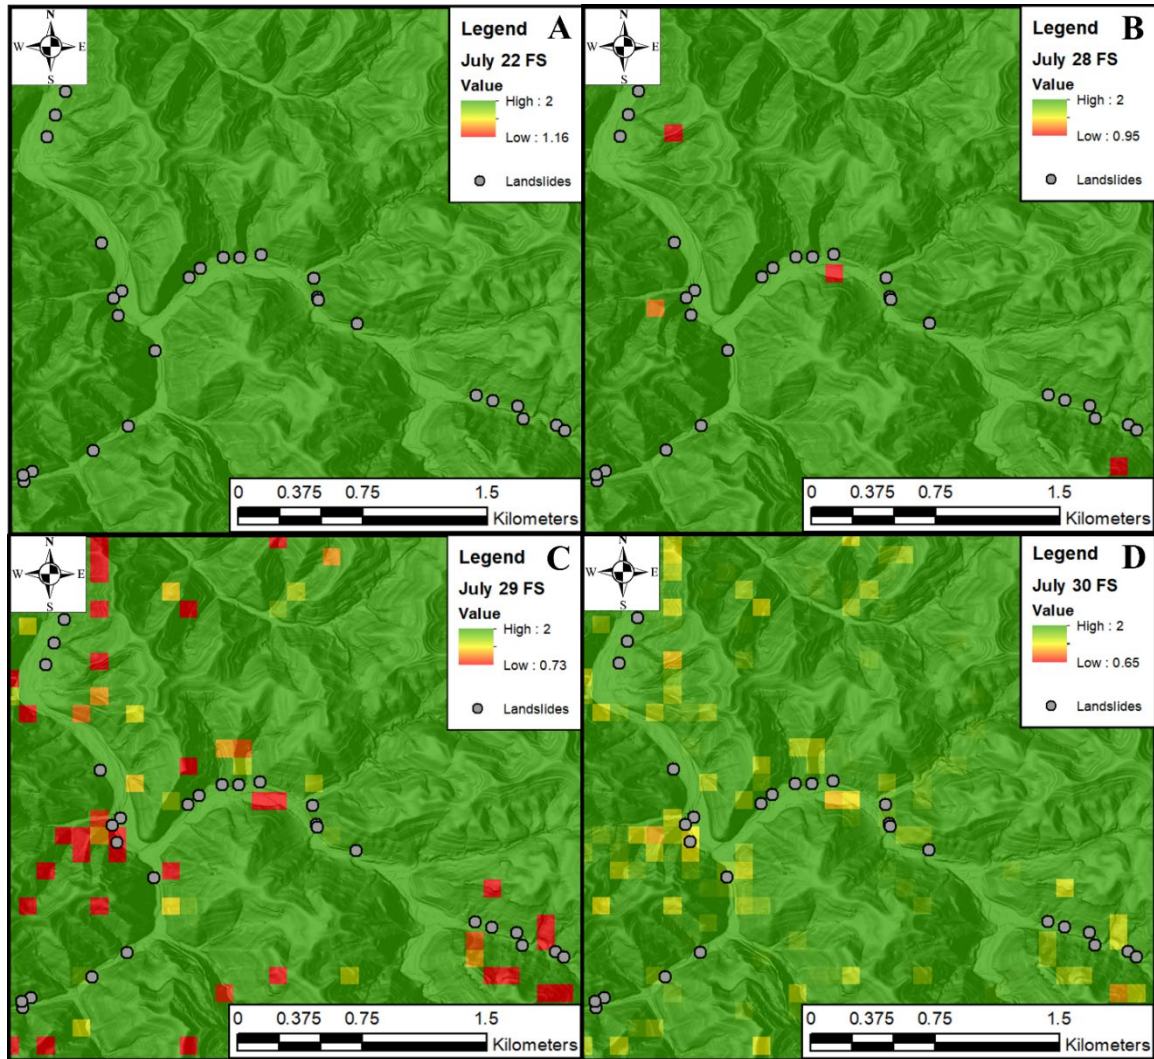 N
W E
S
Legend
A
July 22 FS
Value
High : 2
Low : 1.16
Landslides
0 0.375 0.75 1.5
Kilometers
N
W E
S
Legend
B
July 28 FS
Value
High : 2
Low : 0.95
Landslides
0 0.375 0.75 1.5
Kilometers
N
W E
S
Legend
C
July 29 FS
Value
High : 2
Low : 0.73
Landslides
0 0.375 0.75 1.5
Kilometers
N
W E
S
Legend
D
July 30 FS
Value
High : 2
Low : 0.65
Landslides
0 0.375 0.75 1.5
Kilometers